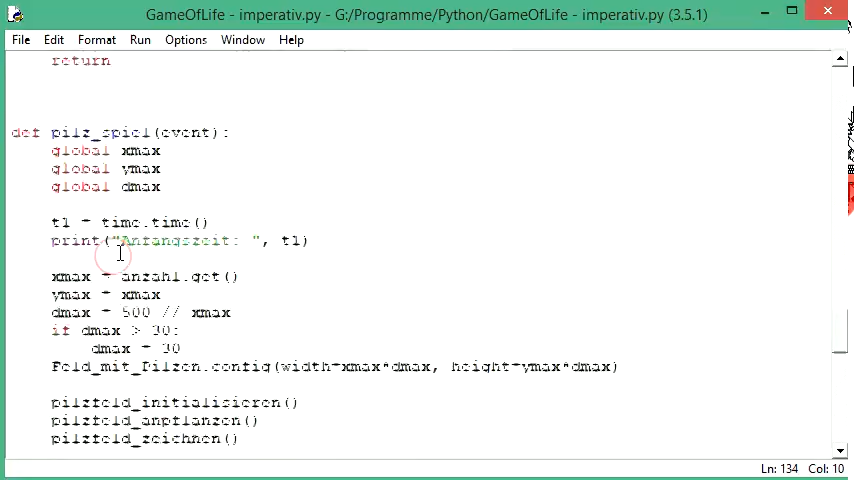 GameOfLife - imperativ.py - G:/Programme/Python/GameOfLife - imperativ.py (3.5.1)
File Edit Format Run Options Window Help
return
def pilz_spiel(event):
global xmax
global ymax
global dmax
t1 = time.time()
print("Anfangszeit: ", t1)
xmax = anzahl.get()
ymax = xmax
dmax = 500 // xmax
if dmax > 30:
dmax = 30
Feld_mit_Pilzen.config(width=xmax*dmax, height=ymax*dmax)
pilzfeld_initialisieren()
pilzfeld_anpflanzen()
pilzfeld_zeichnen()
Ln: 134 Col: 10